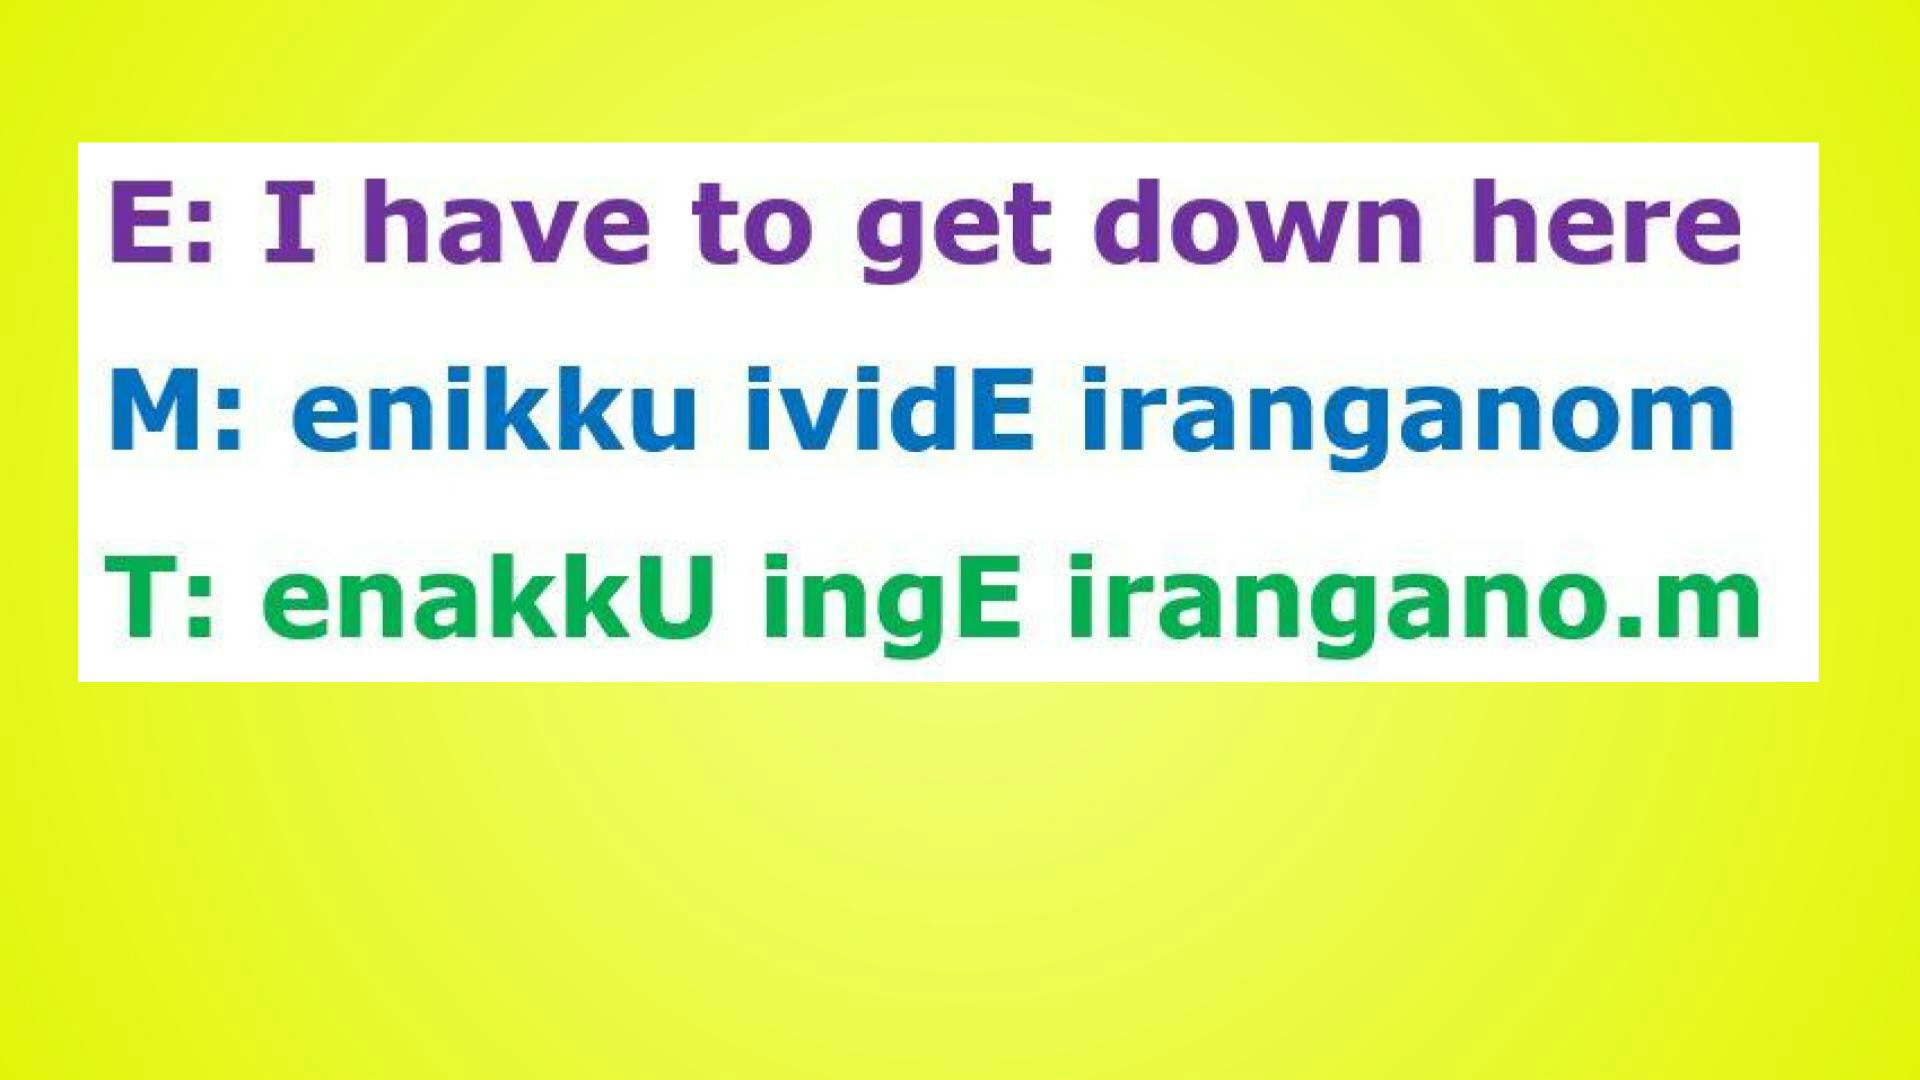 E: I have to get down here
M: enikku ividE iranganom
T: enakkU ingE irangano.m